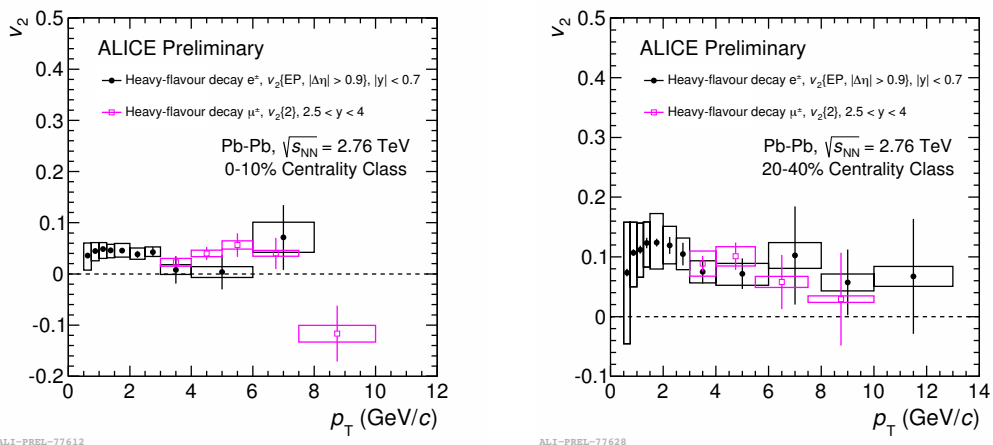 v₂
0.5
0.4
0.3
0.2
0.1
0
-0.1
-0.2
ALICE Preliminary
Heavy-flavour decay e±, v₂{EP, |Δη| > 0.9}, |y| < 0.7
Heavy-flavour decay μ±, v₂{2}, 2.5 < y < 4
Pb-Pb, √sNN = 2.76 TeV
0-10% Centrality Class
0 2 4 6 8 10 12
pT (GeV/c)
ALI-PREL-77612
v₂
0.5
0.4
0.3
0.2
0.1
0
-0.1
ALICE Preliminary
Heavy-flavour decay e±, v₂{EP, |Δη| > 0.9}, |y| < 0.7
Heavy-flavour decay μ±, v₂{2}, 2.5 < y < 4
Pb-Pb, √sNN = 2.76 TeV
20-40% Centrality Class
0 2 4 6 8 10 12 14
pT (GeV/c)
ALI-PREL-77628